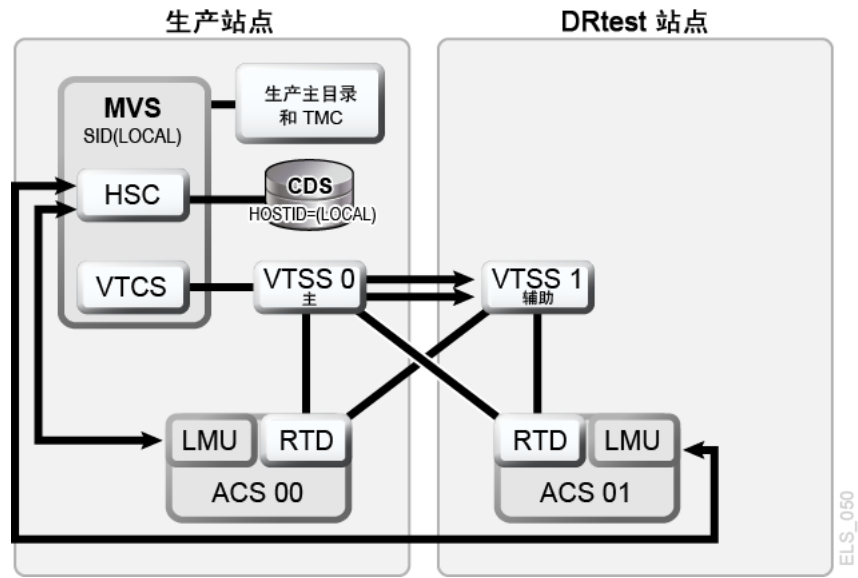 生产站点
DRtest 站点
MVS
SID(LOCAL)
生产主目录
和 TMC
HSC
CDS
HOSTID=(LOCAL)
VTCS
VTSS 0
主
VTSS 1
辅助
LMU
RTD
ACS 00
RTD
LMU
ACS 01
ELS_050